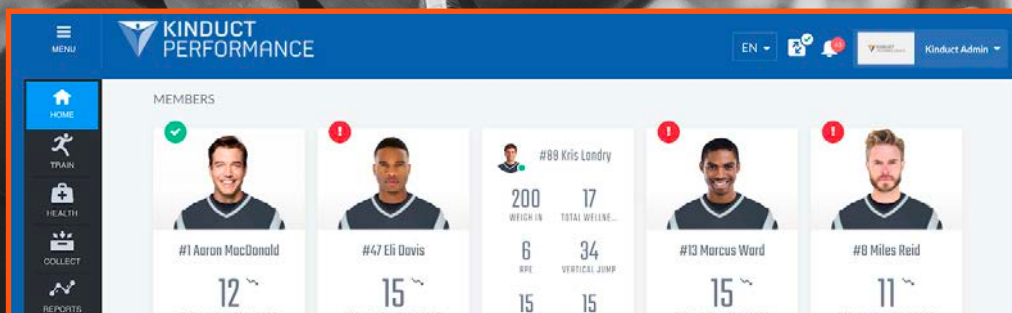 MENU
KINDUCT
PERFORMANCE
EN
Kinduct Admin
HOME
TRAIN
HEALTH
COLLECT
REPORTS
MEMBERS
#1 Aaron MacDonald
12
#47 Eli Davis
15
#89 Kris Landry
200 17
WEIGH IN TOTAL WELLNE...
6 34
RPE VERTICAL JUMP
15 15
#13 Marcus Ward
15
#8 Miles Reid
11